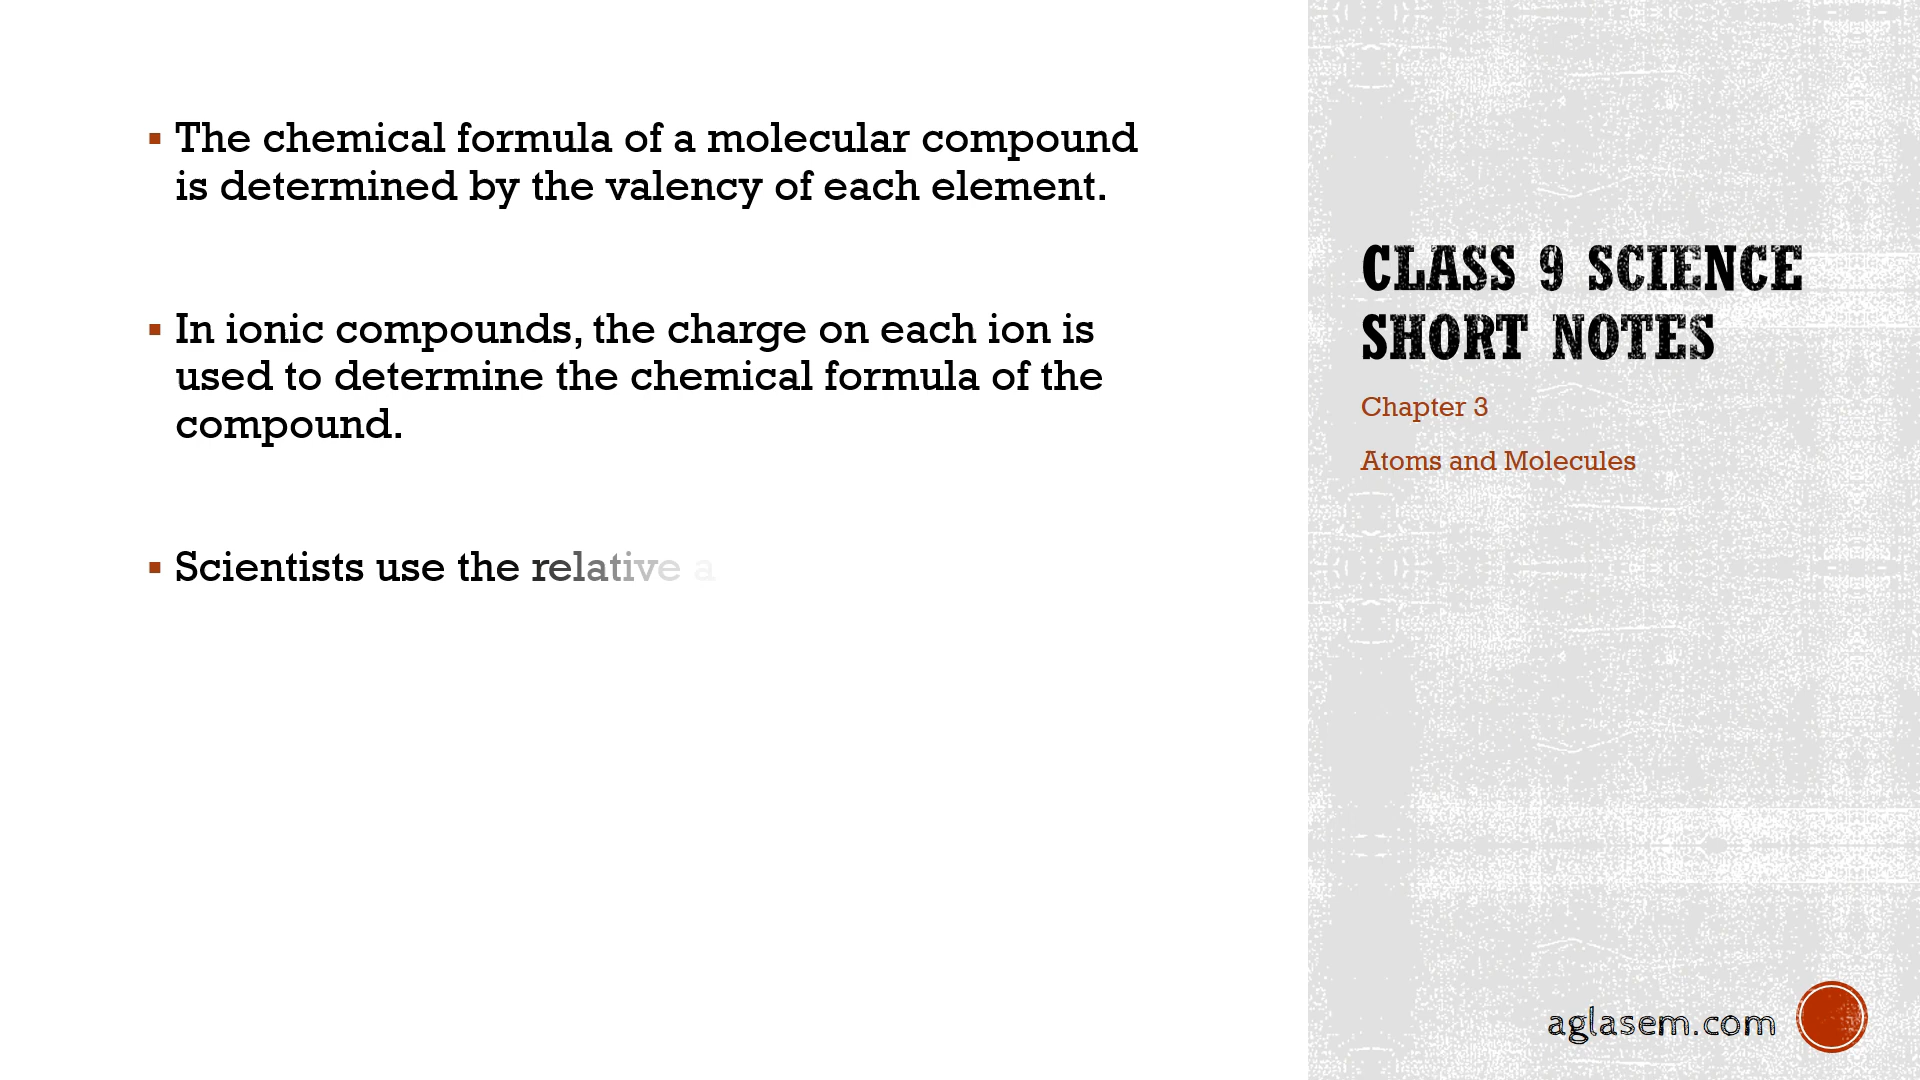 ▪ The chemical formula of a molecular compound
is determined by the valency of each element.
▪ In ionic compounds, the charge on each ion is
used to determine the chemical formula of the
compound.
▪ Scientists use the relative a
CLASS 9 SCIENCE
SHORT NOTES
Chapter 3
Atoms and Molecules
aglasem.com